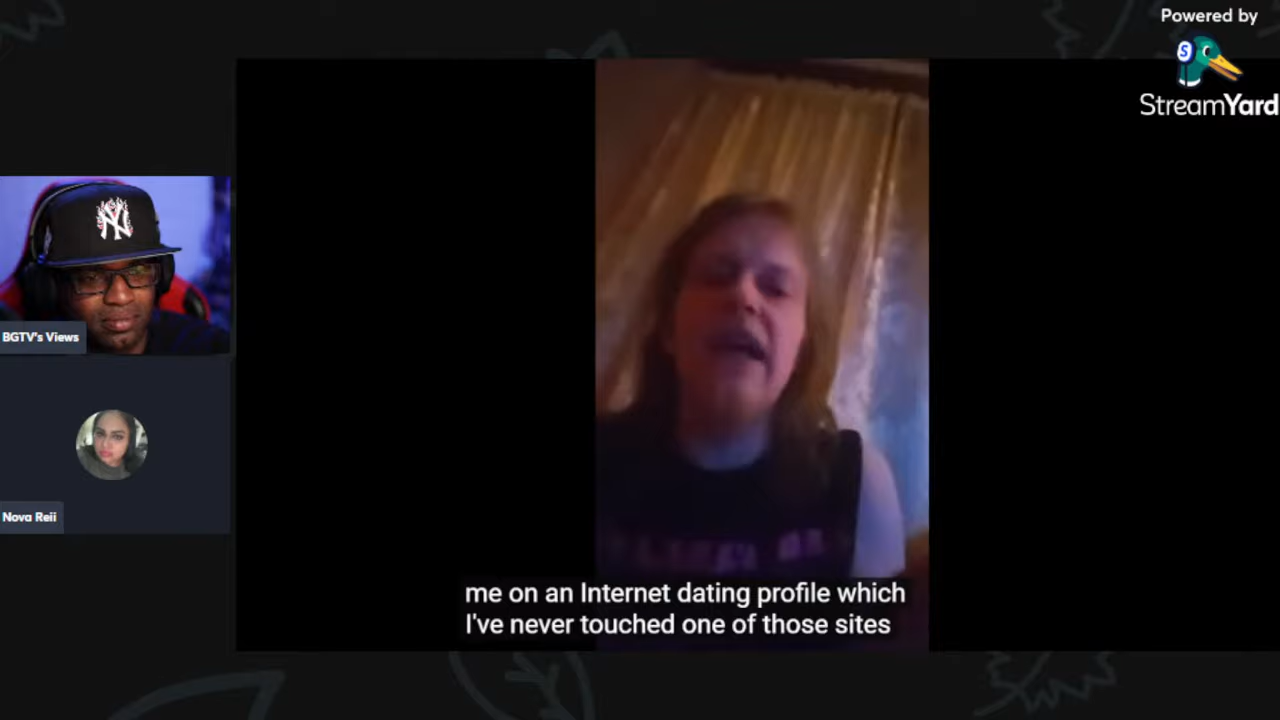 Powered by
S
StreamYard
NY
BGTV's Views
Nova Reii
me on an Internet dating profile which
I've never touched one of those sites